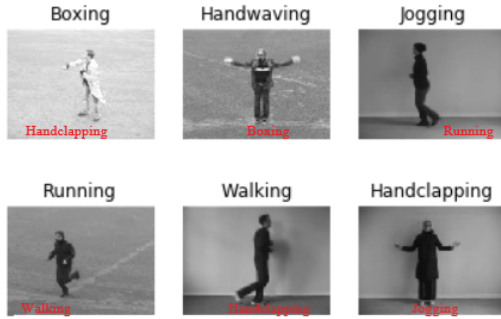 Boxing
Handwaving
Jogging
Handclapping
Boxing
Running
Running
Walking
Handclapping
Walking
Handclapping
Jogging